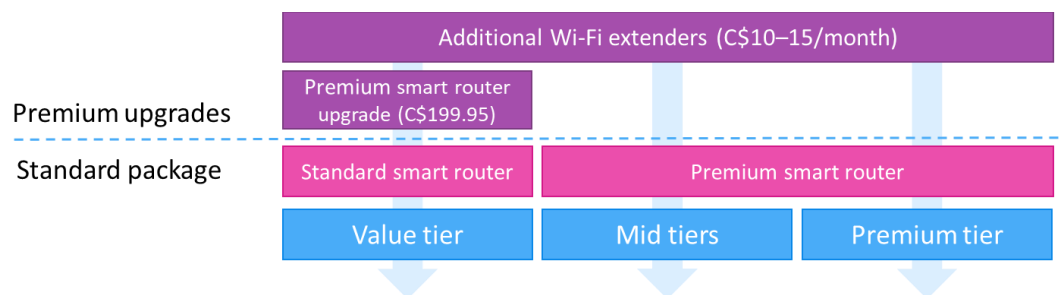 Additional Wi-Fi extenders (C$10–15/month)
Premium smart router
upgrade (C$199.95)
Premium upgrades
Standard package
Standard smart router
Premium smart router
Value tier
Mid tiers
Premium tier